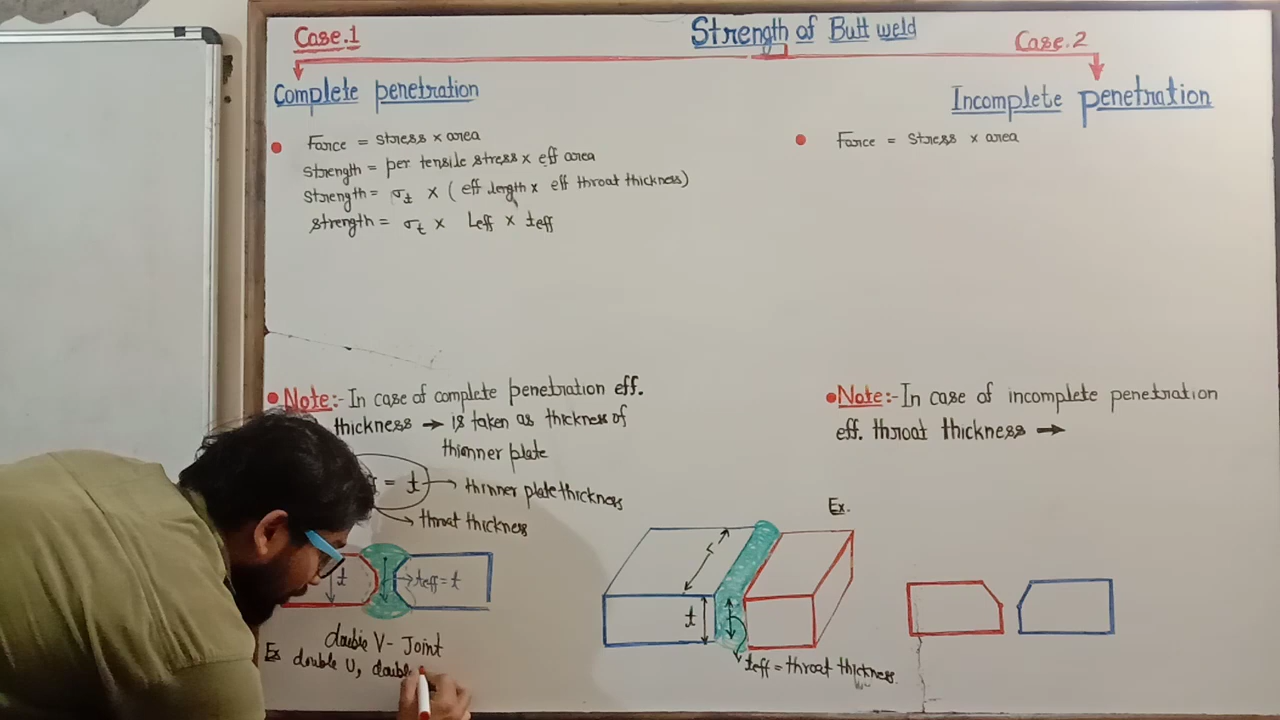 Strength of Butt weld
Case.1
Complete penetration
Force = stress × area
Strength = per tensile stress × eff area
Strength = σt × ( eff length × eff throat thickness)
Strength = σt × Leff × teff
Note:- In case of complete penetration eff.
thickness → is taken as thickness of
thinner plate
= t → thinner plate thickness
→ throat thickness
t
→ teff = t
double V - Joint
Ex double U, double
Case.2
Incomplete penetration
Force = stress × area
Note:- In case of incomplete penetration
eff. throat thickness →
Ex.
L
t
teff = throat thickness